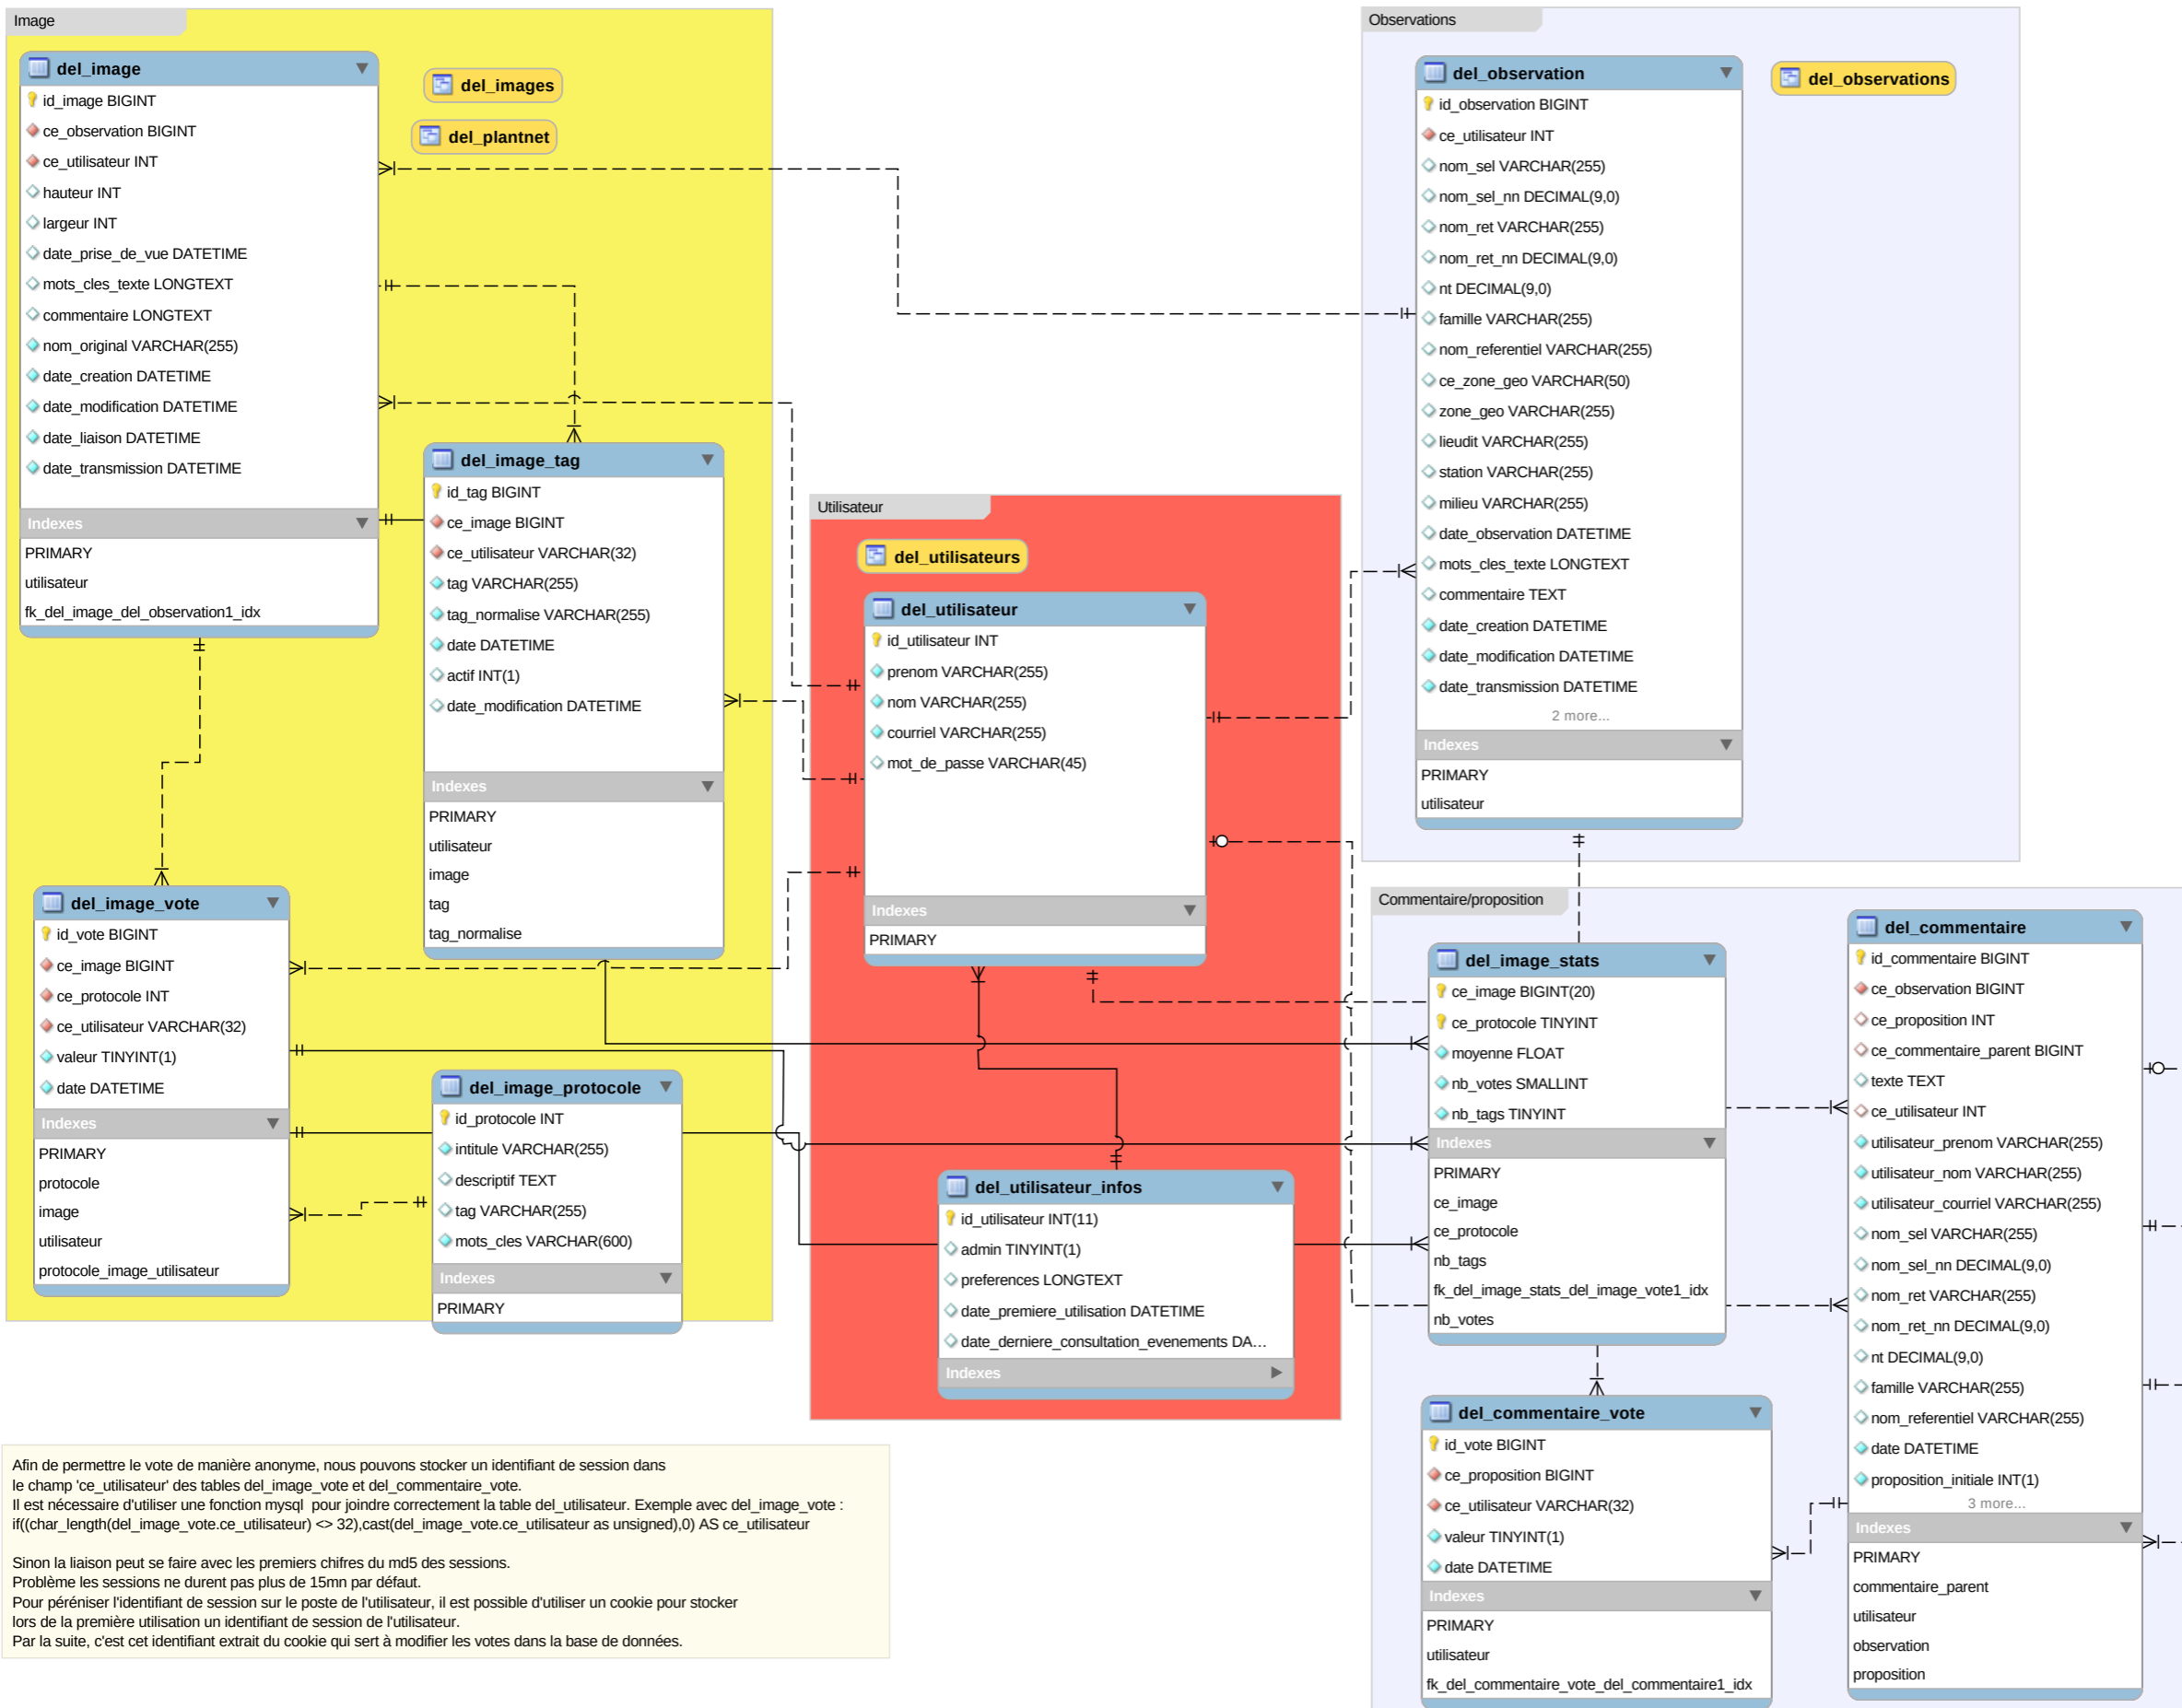 Image
del_image
id_image BIGINT
ce_observation BIGINT
ce_utilisateur INT
hauteur INT
largeur INT
date_prise_de_vue DATETIME
mots_cles_texte LONGTEXT
commentaire LONGTEXT
nom_original VARCHAR(255)
date_creation DATETIME
date_modification DATETIME
date_liaison DATETIME
date_transmission DATETIME
Indexes
PRIMARY
utilisateur
fk_del_image_del_observation1_idx
del_images
del_plantnet
del_image_tag
id_tag BIGINT
ce_image BIGINT
ce_utilisateur VARCHAR(32)
tag VARCHAR(255)
tag_normalise VARCHAR(255)
date DATETIME
actif INT(1)
date_modification DATETIME
Indexes
PRIMARY
utilisateur
image
tag
tag_normalise
del_image_vote
id_vote BIGINT
ce_image BIGINT
ce_protocole INT
ce_utilisateur VARCHAR(32)
valeur TINYINT(1)
date DATETIME
Indexes
PRIMARY
protocole
image
utilisateur
protocole_image_utilisateur
del_image_protocole
id_protocole INT
intitule VARCHAR(255)
descriptif TEXT
tag VARCHAR(255)
mots_cles VARCHAR(600)
Indexes
PRIMARY
Utilisateur
del_utilisateurs
del_utilisateur
id_utilisateur INT
prenom VARCHAR(255)
nom VARCHAR(255)
courriel VARCHAR(255)
mot_de_passe VARCHAR(45)
Indexes
PRIMARY
del_utilisateur_infos
id_utilisateur INT(11)
admin TINYINT(1)
preferences LONGTEXT
date_premiere_utilisation DATETIME
date_derniere_consultation_evenements DA...
Indexes
Observations
del_observation
id_observation BIGINT
ce_utilisateur INT
nom_sel VARCHAR(255)
nom_sel_nn DECIMAL(9,0)
nom_ret VARCHAR(255)
nom_ret_nn DECIMAL(9,0)
nt DECIMAL(9,0)
famille VARCHAR(255)
nom_referentiel VARCHAR(255)
ce_zone_geo VARCHAR(50)
zone_geo VARCHAR(255)
lieudit VARCHAR(255)
station VARCHAR(255)
milieu VARCHAR(255)
date_observation DATETIME
mots_cles_texte LONGTEXT
commentaire TEXT
date_creation DATETIME
date_modification DATETIME
date_transmission DATETIME
2 more...
Indexes
PRIMARY
utilisateur
del_observations
Commentaire/proposition
del_image_stats
ce_image BIGINT(20)
ce_protocole TINYINT
moyenne FLOAT
nb_votes SMALLINT
nb_tags TINYINT
Indexes
PRIMARY
ce_image
ce_protocole
nb_tags
fk_del_image_stats_del_image_vote1_idx
nb_votes
del_commentaire_vote
id_vote BIGINT
ce_proposition BIGINT
ce_utilisateur VARCHAR(32)
valeur TINYINT(1)
date DATETIME
Indexes
PRIMARY
utilisateur
fk_del_commentaire_vote_del_commentaire1_idx
del_commentaire
id_commentaire BIGINT
ce_observation BIGINT
ce_proposition INT
ce_commentaire_parent BIGINT
texte TEXT
ce_utilisateur INT
utilisateur_prenom VARCHAR(255)
utilisateur_nom VARCHAR(255)
utilisateur_courriel VARCHAR(255)
nom_sel VARCHAR(255)
nom_sel_nn DECIMAL(9,0)
nom_ret VARCHAR(255)
nom_ret_nn DECIMAL(9,0)
nt DECIMAL(9,0)
famille VARCHAR(255)
nom_referentiel VARCHAR(255)
date DATETIME
proposition_initiale INT(1)
3 more...
Indexes
PRIMARY
commentaire_parent
utilisateur
observation
proposition
Afin de permettre le vote de manière anonyme, nous pouvons stocker un identifiant de session dans
le champ 'ce_utilisateur' des tables del_image_vote et del_commentaire_vote.
Il est nécessaire d'utiliser une fonction mysql  pour joindre correctement la table del_utilisateur. Exemple avec del_image_vote :
if((char_length(del_image_vote.ce_utilisateur) <> 32),cast(del_image_vote.ce_utilisateur as unsigned),0) AS ce_utilisateur
Sinon la liaison peut se faire avec les premiers chifres du md5 des sessions.
Problème les sessions ne durent pas plus de 15mn par défaut.
Pour péréniser l'identifiant de session sur le poste de l'utilisateur, il est possible d'utiliser un cookie pour stocker
lors de la première utilisation un identifiant de session de l'utilisateur.
Par la suite, c'est cet identifiant extrait du cookie qui sert à modifier les votes dans la base de données.